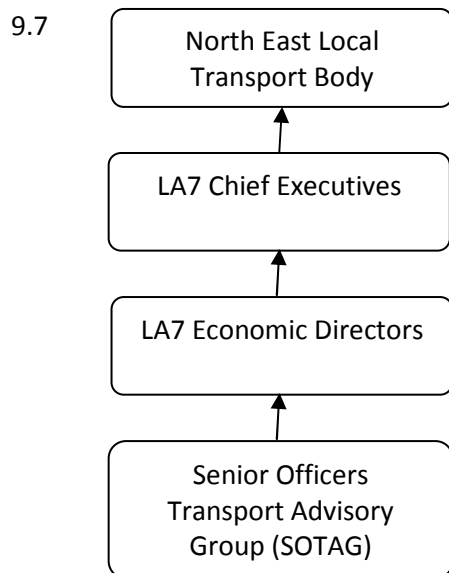 9.7
North East Local
Transport Body
LA7 Chief Executives
LA7 Economic Directors
Senior Officers
Transport Advisory
Group (SOTAG)